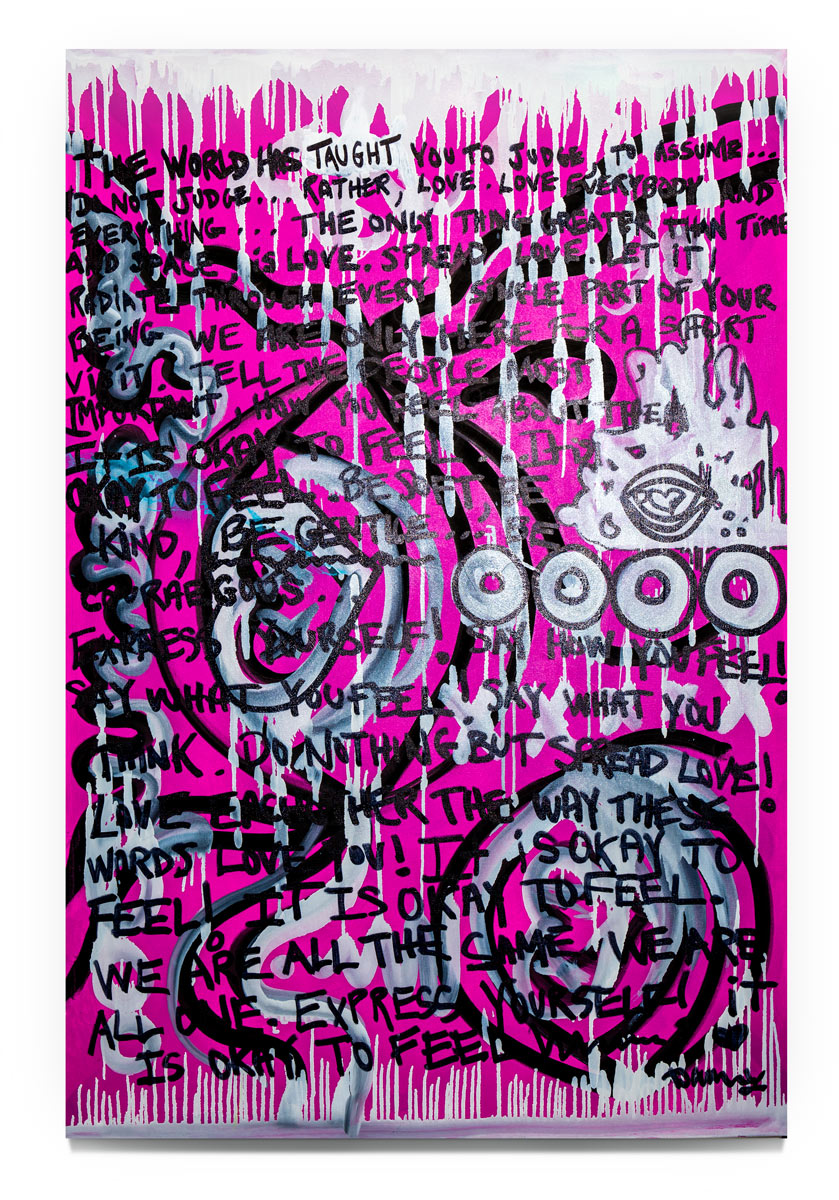 THE WORLD HAS TAUGHT YOU TO JUDGE, TO ASSUME...
DO NOT JUDGE... RATHER, LOVE. LOVE EVERYBODY AND
EVERYTHING... THE ONLY THING GREATER THAN TIME
AND SPACE IS LOVE. SPREAD LOVE. LET IT
RADIATE THROUGH EVERY SINGLE PART OF YOUR
BEING. WE ARE ONLY HERE FOR A SHORT
VISIT. TELL THE PEOPLE MOST
IMPORTANT, HOW YOU FEEL ABOUT THEM
IT IS OKAY TO FEEL. IT IS
OKAY TO FEEL. BE SOFT, BE
KIND, BE GENTLE... BE
COURAEGOUS.
EXPRESS YOURSELF! SAY HOW YOU FEEL!
SAY WHAT YOU FEEL! SAY WHAT YOU
THINK. DO NOTHING BUT SPREAD LOVE!
LOVE EACH OTHER THE WAY THESE
WORDS LOVE YOU! IT iS OKAY TO
FEEL! IT IS OKAY TO FEEL.
WE ARE ALL THE SAME. WE ARE
ALL ONE. EXPRESS YOURSELF! iT
IS OKAY TO FEEL